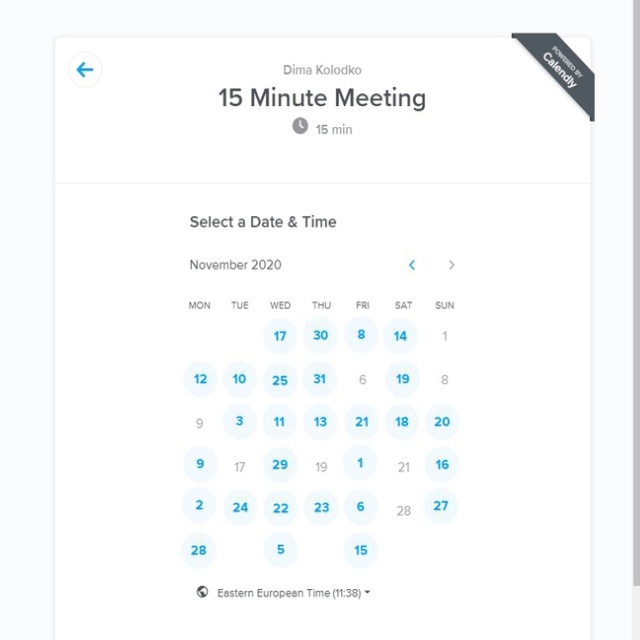 POWERED BY
Calendly
Dima Kolodko
15 Minute Meeting
15 min
Select a Date & Time
November 2020
MON TUE WED THU FRI SAT SUN
17 30 8 14 1
12 10 25 31 6 19 8
9 3 11 13 21 18 20
9 17 29 19 1 21 16
2 24 22 23 6 28 27
28 5 15
Eastern European Time (11:38)